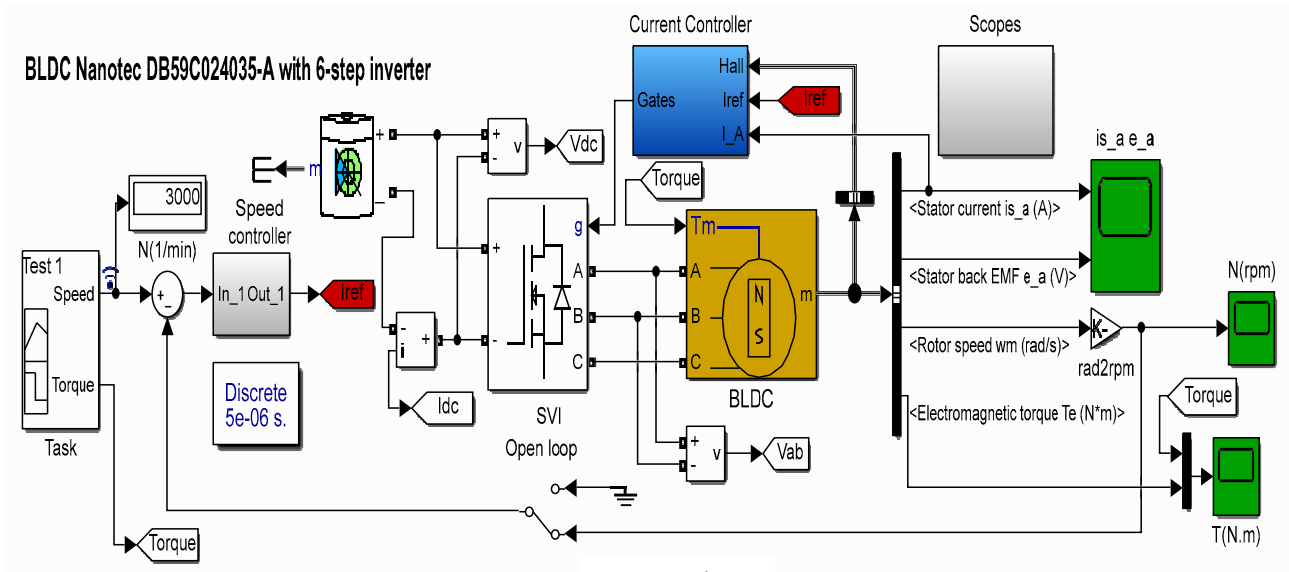 Current Controller
Scopes
BLDC Nanotec DB59C024035-A with 6-step inverter
Hall
Gates
Iref
Iref
I_A
+
m
–
+
-
v
Vdc
Torque
is_a e_a
3000
N(1/min)
Speed
controller
<Stator current is_a (A)>
g
Tm
Test 1
Speed
+
–
In_1 Out_1
Iref
+
A
A
N
S
m
<Stator back EMF e_a (V)>
N(rpm)
B
B
-
+
i
-
C
C
K-
<Rotor speed wm (rad/s)>
rad2rpm
Torque
Discrete
5e-06 s.
Idc
BLDC
Torque
<Electromagnetic torque Te (N*m)>
Task
SVI
Open loop
+
-
v
Vab
T(N.m)
Torque